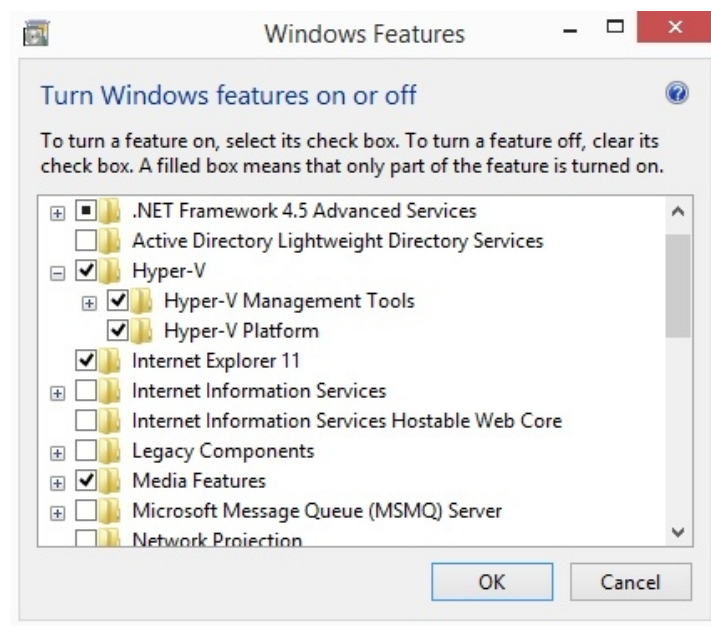 Windows Features
Turn Windows features on or off
To turn a feature on, select its check box. To turn a feature off, clear its
check box. A filled box means that only part of the feature is turned on.
.NET Framework 4.5 Advanced Services
Active Directory Lightweight Directory Services
Hyper-V
Hyper-V Management Tools
Hyper-V Platform
Internet Explorer 11
Internet Information Services
Internet Information Services Hostable Web Core
Legacy Components
Media Features
Microsoft Message Queue (MSMQ) Server
Network Projection
OK Cancel